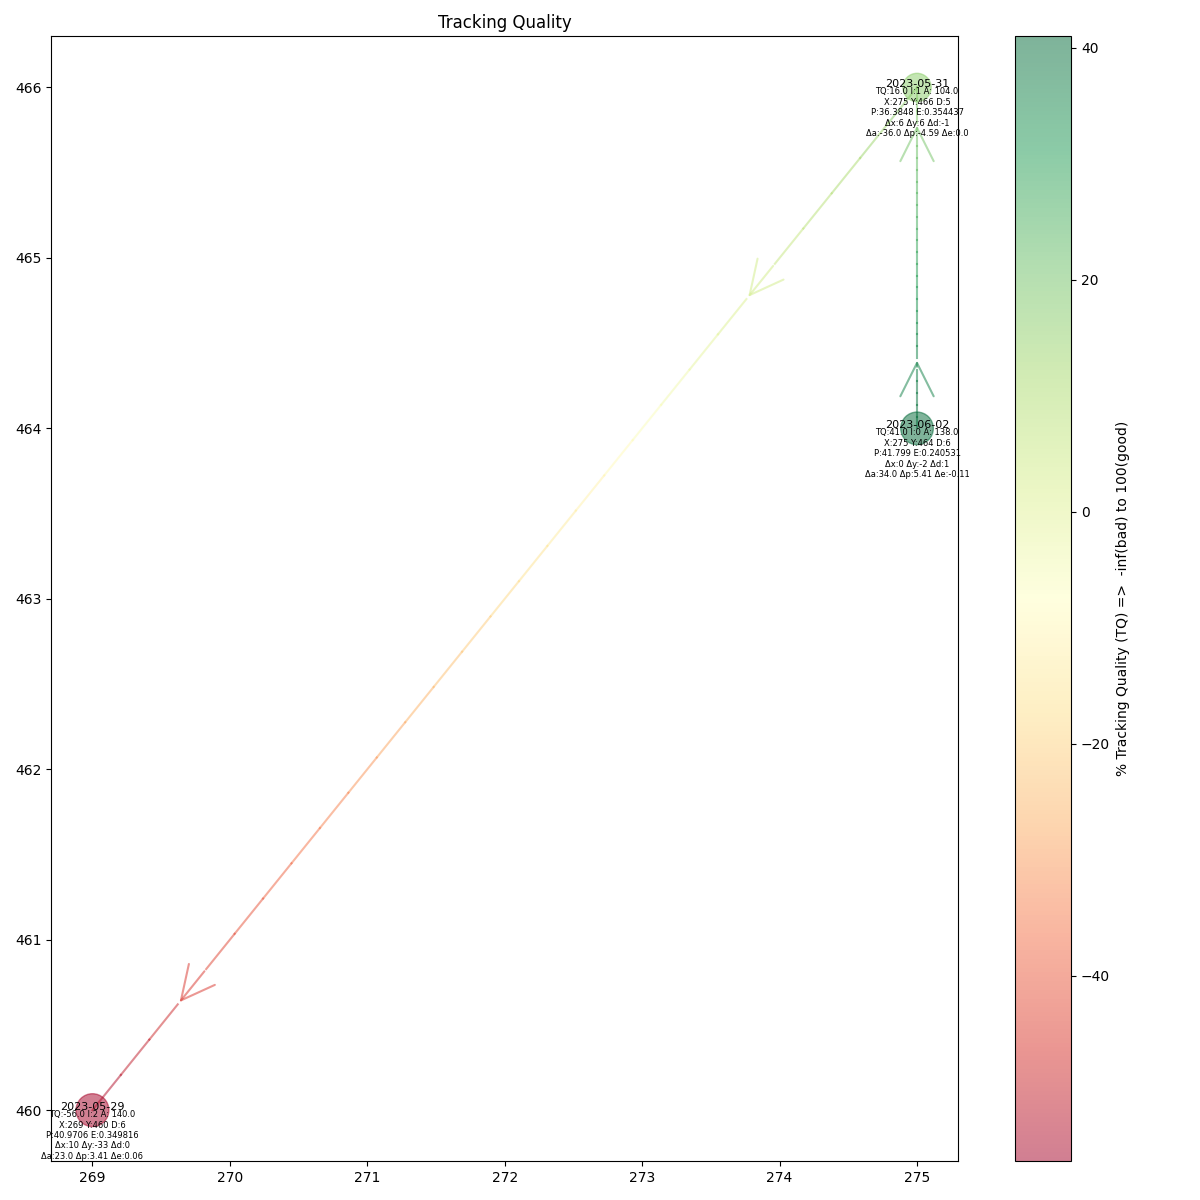 Tracking Quality
466
465
464
463
462
461
460
269
270
271
272
273
274
275
2023-05-31
TQ:16.0 I:1 A: 104.0
X:275 Y:466 D:5
P:36.3848 E:0.354437
Δx:6 Δy:6 Δd:-1
Δa:-36.0 Δp:-4.59 Δe:0.0
2023-06-02
TQ:41.0 I:0 A: 138.0
X:275 Y:464 D:6
P:41.799 E:0.240531
Δx:0 Δy:-2 Δd:1
Δa:34.0 Δp:5.41 Δe:-0.11
2023-05-29
TQ:-56.0 I:2 A: 140.0
X:269 Y:460 D:6
P:40.9706 E:0.349816
Δx:10 Δy:-33 Δd:0
Δa:23.0 Δp:3.41 Δe:0.06
40
20
0
−20
−40
% Tracking Quality (TQ) => -inf(bad) to 100(good)